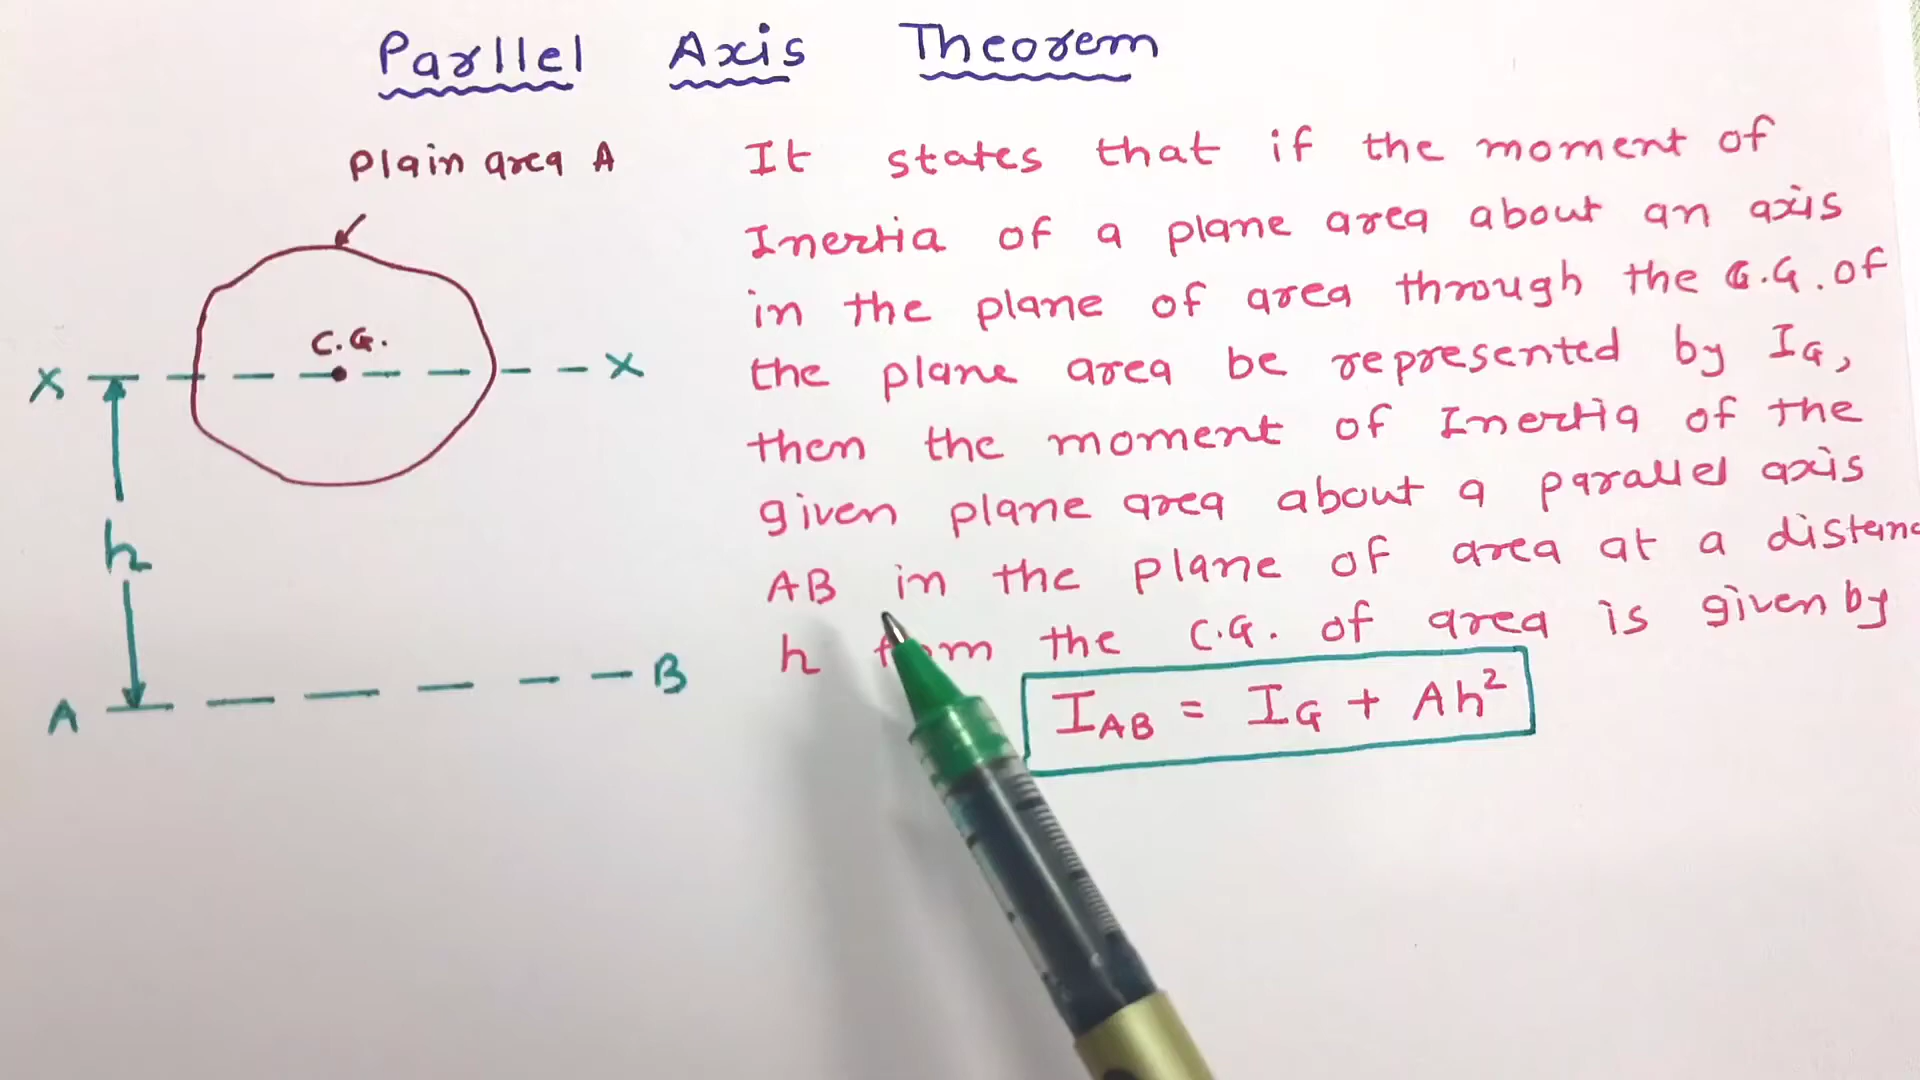 Parllel Axis Theorem
Plain area A
C.G.
X X
h
A B
It states that if the moment of
Inertia of a plane area about an axis
in the plane of area through the G.G. of
the plane area be represented by IG,
then the moment of Inertia of the
given plane area about a parallel axis
AB in the plane of area at a
h the C.G. of area is given by
IAB = IG + Ah²